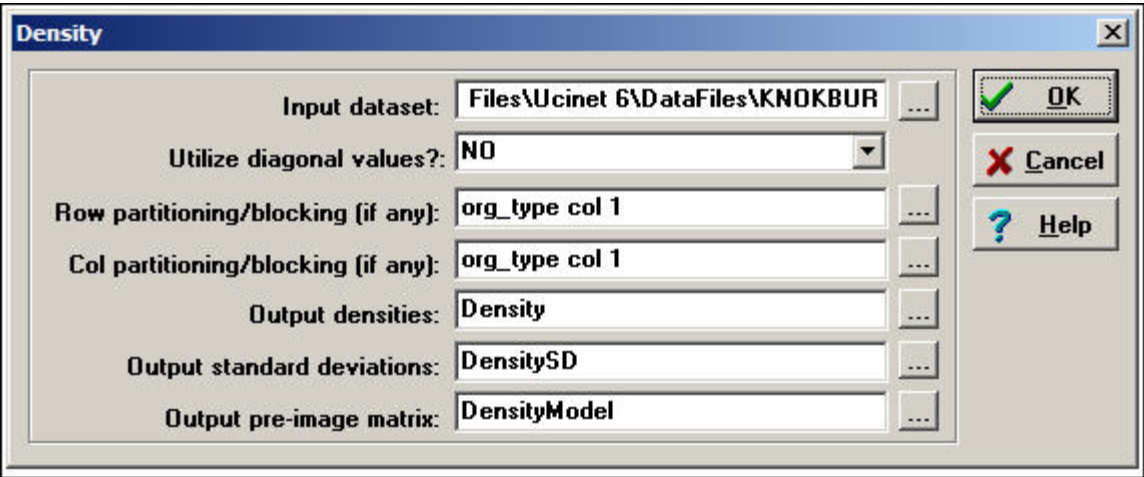 Density
Input dataset: Files\Ucinet 6\DataFiles\KNOKBUR ...
Utilize diagonal values?: NO
Row partitioning/blocking (if any): org_type col 1 ...
Col partitioning/blocking (if any): org_type col 1 ...
Output densities: Density ...
Output standard deviations: DensitySD ...
Output pre-image matrix: DensityModel ...
OK
Cancel
Help